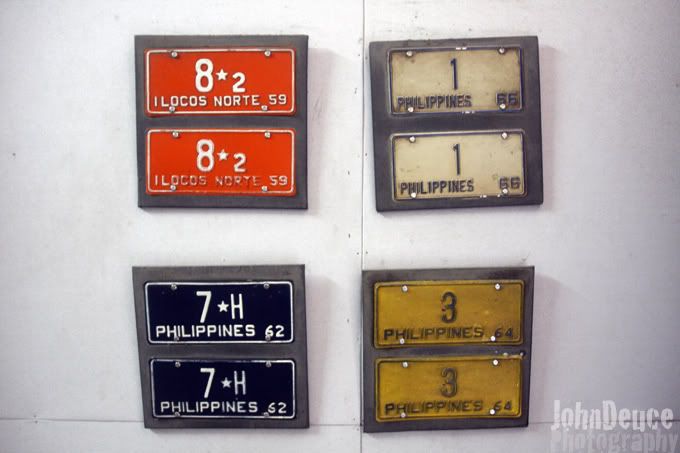 8★2
ILOCOS NORTE 59
8★2
ILOCOS NORTE 59
1
PHILIPPINES 66
1
PHILIPPINES 66
7★H
PHILIPPINES 62
7★H
PHILIPPINES 62
3
PHILIPPINES 64
3
PHILIPPINES 64
JohnDeuce
Photography